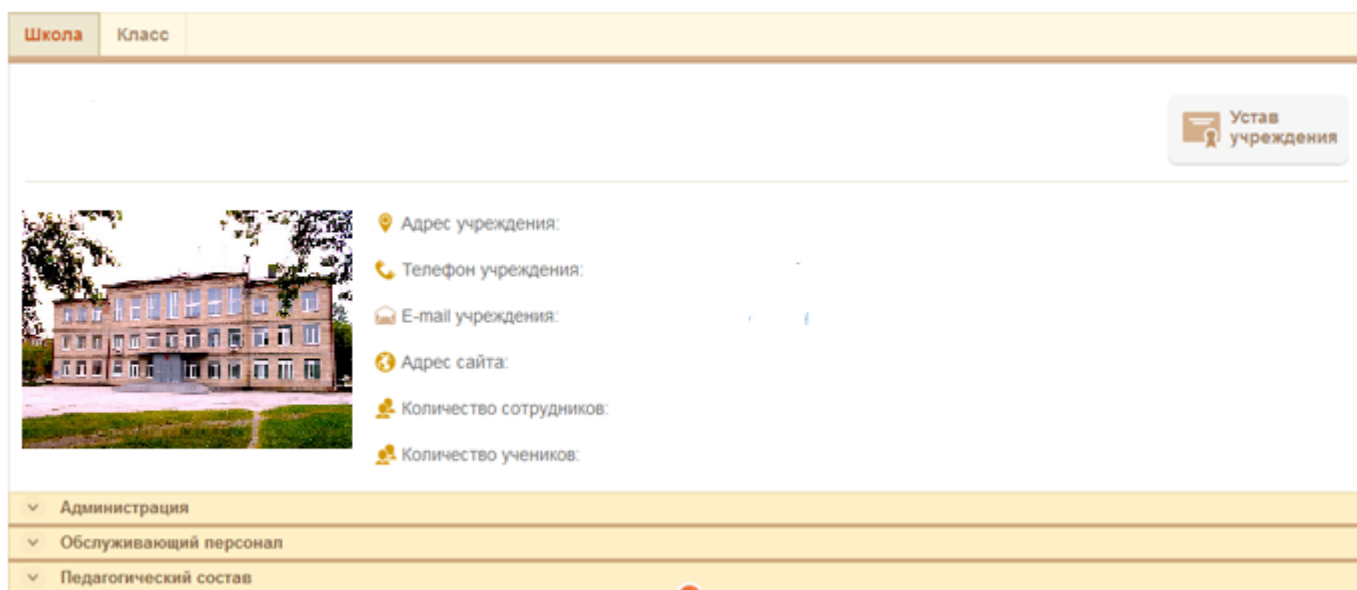 Школа
Класс
Устав
учреждения
Адрес учреждения:
Телефон учреждения:
E-mail учреждения:
Адрес сайта:
Количество сотрудников:
Количество учеников:
Администрация
Обслуживающий персонал
Педагогический состав